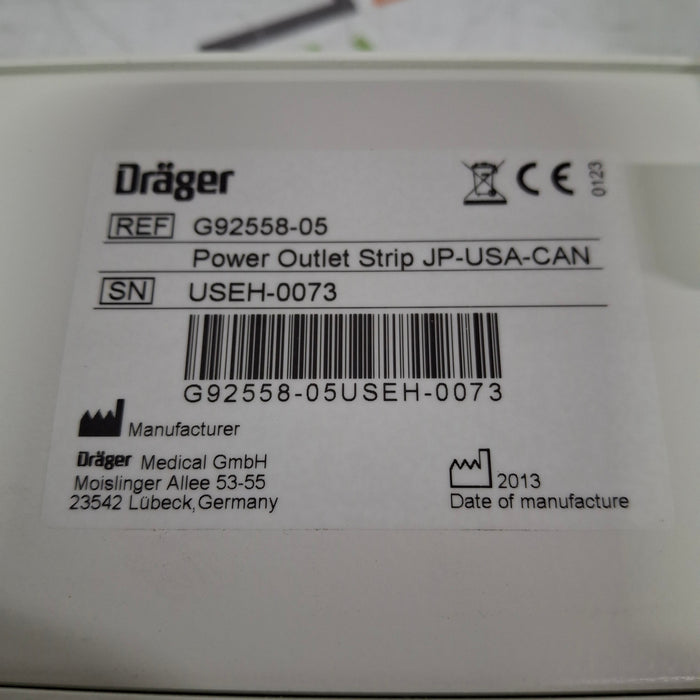 Dräger
CE 0123
REF G92558-05
Power Outlet Strip JP-USA-CAN
SN USEH-0073
G92558-05USEH-0073
Manufacturer
Dräger Medical GmbH
Moislinger Allee 53-55
23542 Lübeck,Germany
2013
Date of manufacture